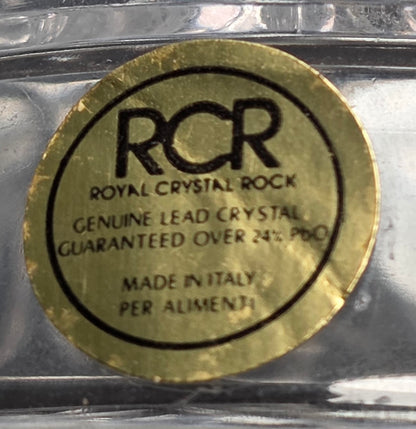 RCR
ROYAL CRYSTAL ROCK
GENUINE LEAD CRYSTAL
GUARANTEED OVER 24% PbO
MADE IN ITALY
PER ALIMENTI